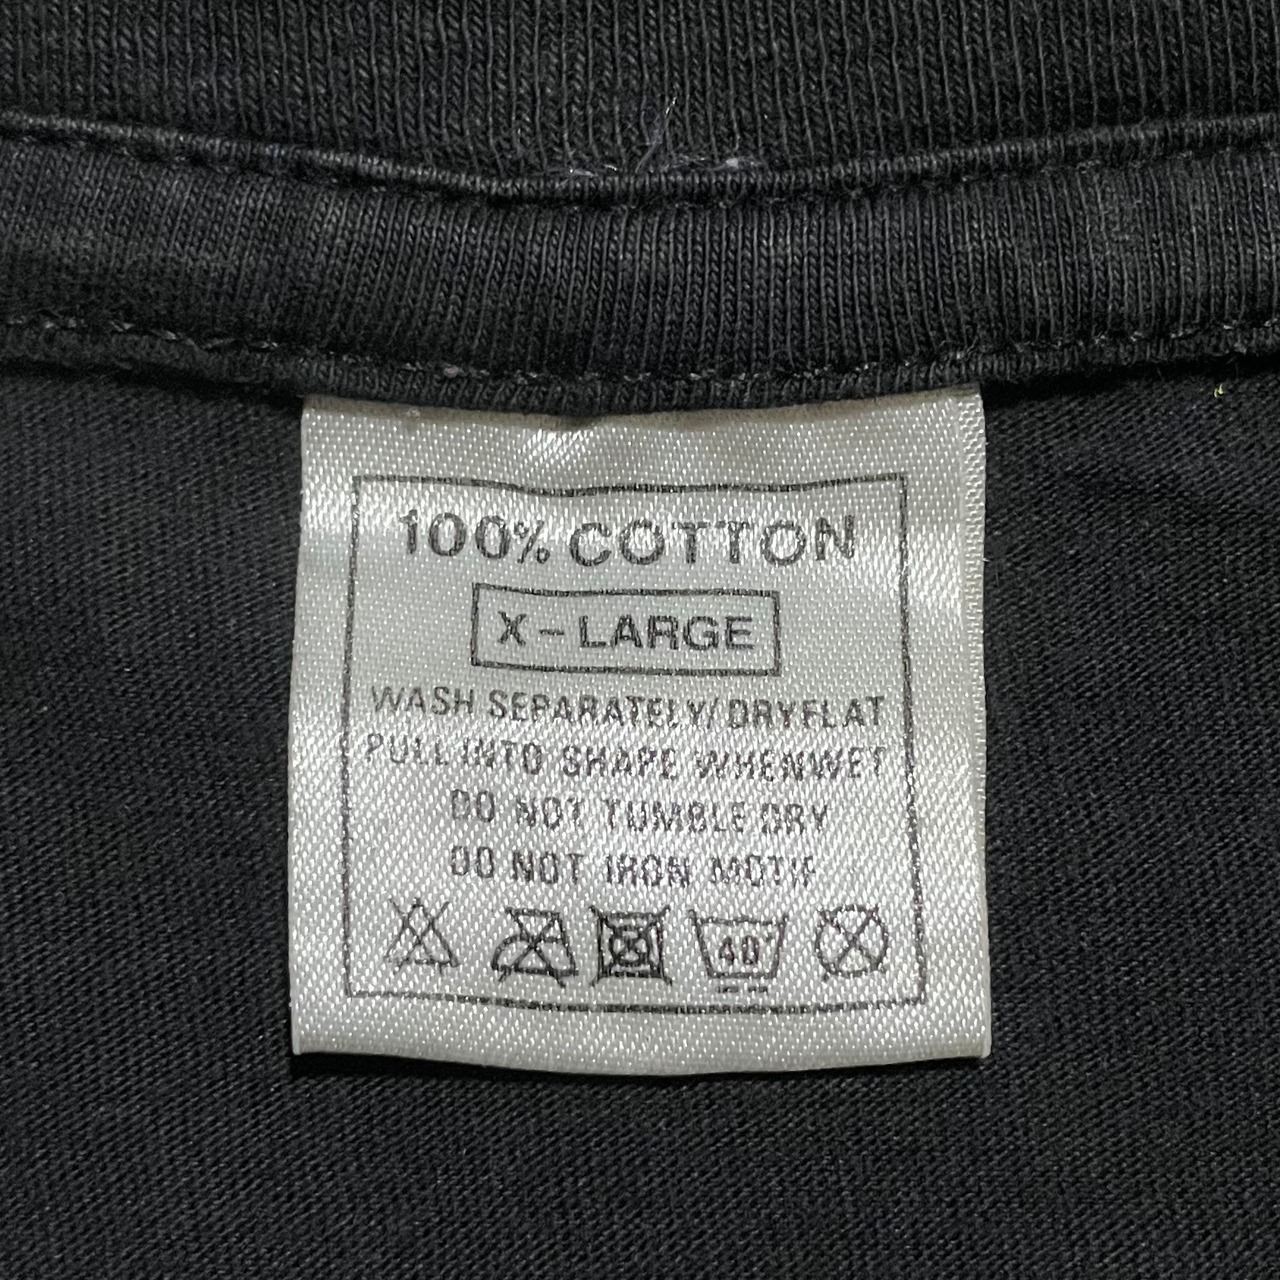 100% COTTON
X-LARGE
WASH SEPARATELY/DRYFLAT
PULL INTO SHAPE WHENWET
DO NOT TUMBLE DRY
DO NOT IRON MOTIF
40°